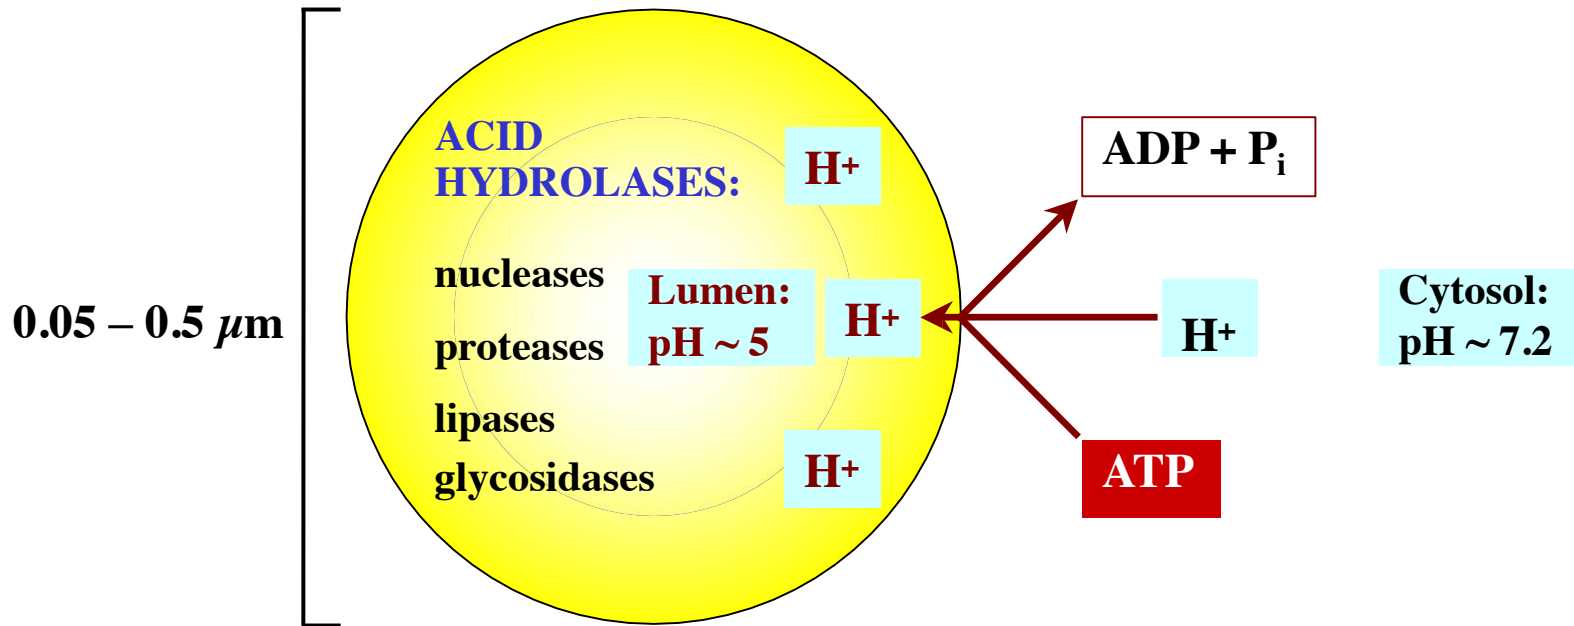 0.05 – 0.5 µm
ACID
HYDROLASES:
nucleases
proteases
lipases
glycosidases
H+
Lumen:
pH ~ 5
H+
H+
ADP + Pi
H+
ATP
Cytosol:
pH ~ 7.2